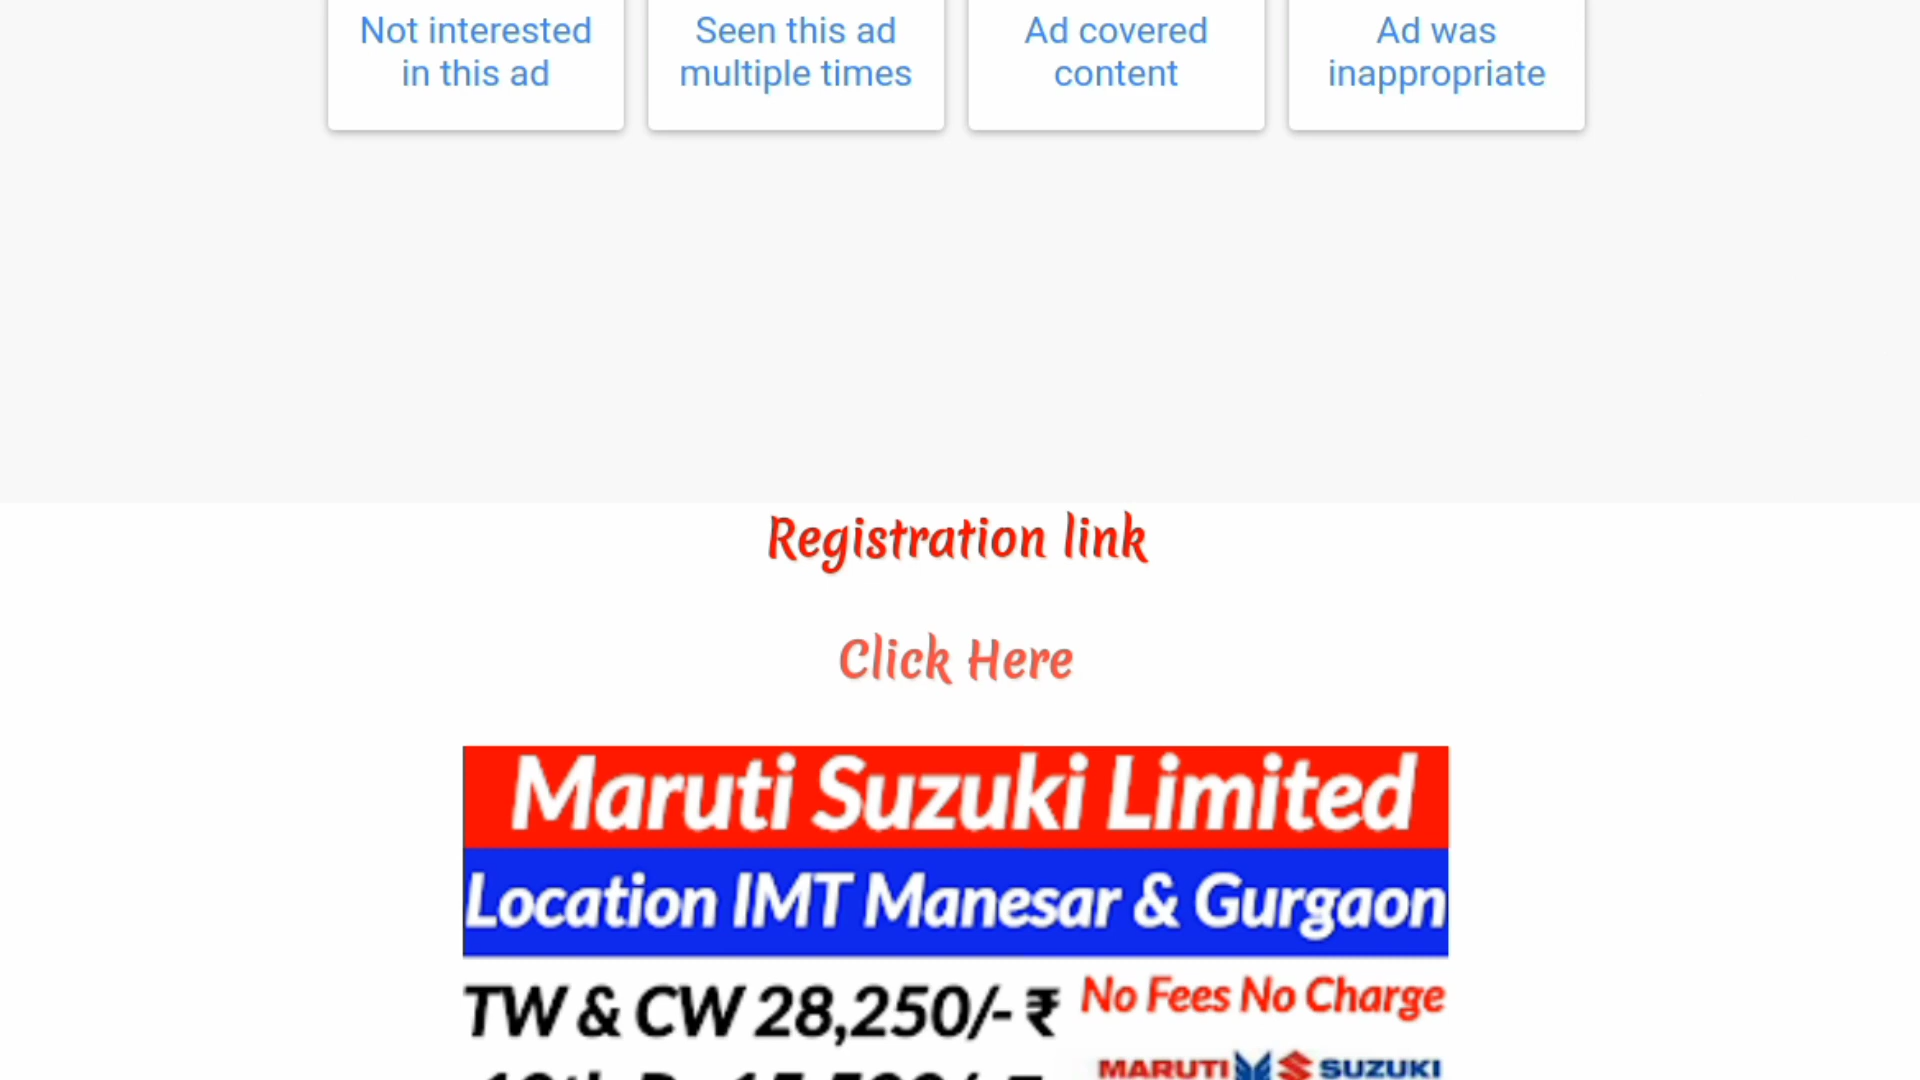 Not interested
in this ad
Seen this ad
multiple times
Ad covered
content
Ad was
inappropriate
Registration link
Click Here
Maruti Suzuki Limited
Location IMT Manesar & Gurgaon
TW & CW 28,250/- ₹
No Fees No Charge
MARUTI SUZUKI